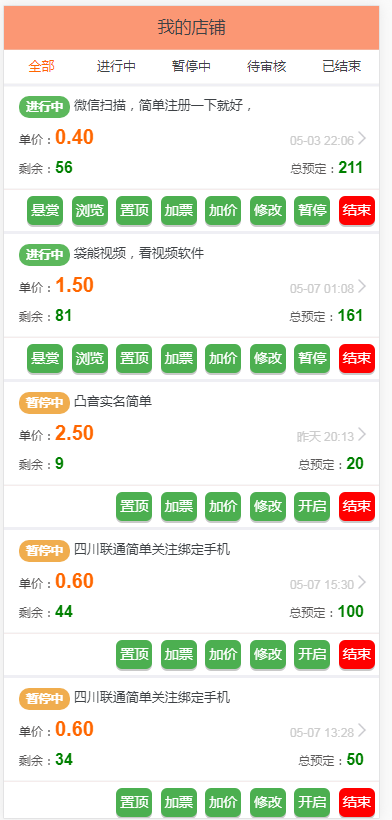 我的店铺
全部 进行中 暂停中 待审核 已结束
进行中 微信扫描，简单注册一下就好，
单价：0.40 05-03 22:06
剩余：56 总预定：211
悬赏 浏览 置顶 加票 加价 修改 暂停 结束
进行中 袋能视频，看视频软件
单价：1.50 05-07 01:08
剩余：81 总预定：161
悬赏 浏览 置顶 加票 加价 修改 暂停 结束
暂停中 凸音实名简单
单价：2.50 昨天 20:13
剩余：9 总预定：20
置顶 加票 加价 修改 开启 结束
暂停中 四川联通简单关注绑定手机
单价：0.60 05-07 15:30
剩余：44 总预定：100
置顶 加票 加价 修改 开启 结束
暂停中 四川联通简单关注绑定手机
单价：0.60 05-07 13:28
剩余：34 总预定：50
置顶 加票 加价 修改 开启 结束